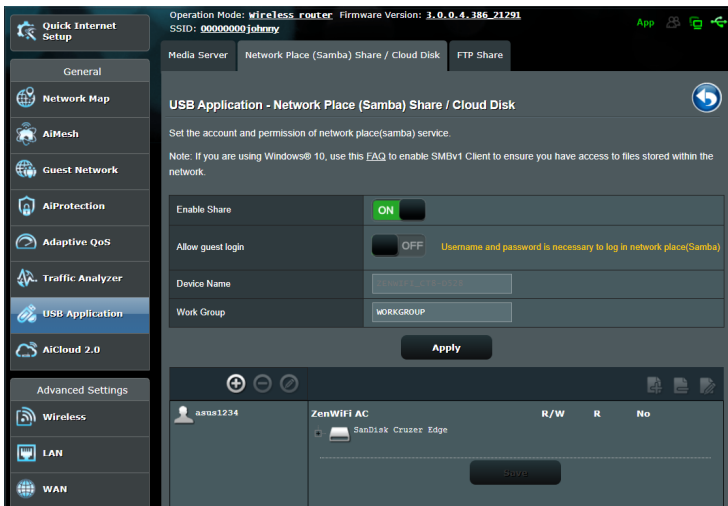 Quick Internet
Setup
Operation Mode: Wireless router Firmware Version: 3.0.0.4.386_21291
SSID: 00000000johnny
App
Media Server
Network Place (Samba) Share / Cloud Disk
FTP Share
General
Network Map
AiMesh
Guest Network
AiProtection
Adaptive QoS
Traffic Analyzer
USB Application
AiCloud 2.0
Advanced Settings
Wireless
LAN
WAN
USB Application - Network Place (Samba) Share / Cloud Disk
Set the account and permission of network place(samba) service.
Note: If you are using Windows® 10, use this FAQ to enable SMBv1 Client to ensure you have access to files stored within the
network.
Enable Share
ON
Allow guest login
OFF
Username and password is necessary to log in network place(Samba)
Device Name
Work Group
WORKGROUP
Apply
asus1234
ZenWiFi AC
R/W
R
No
SanDisk Cruzer Edge
Save